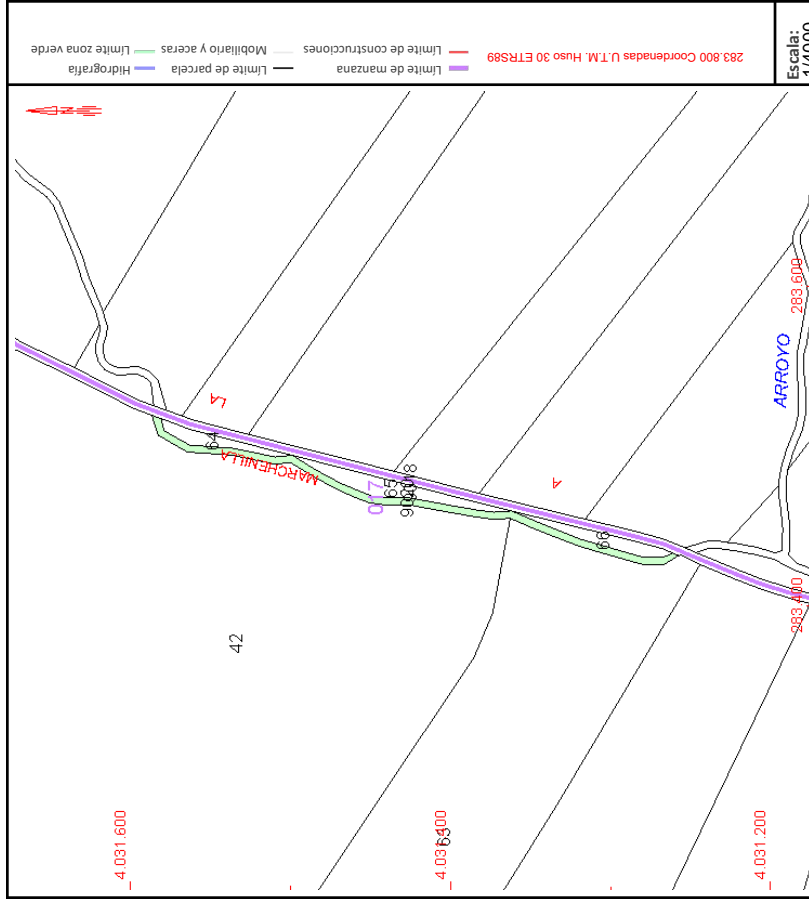 Límite zona verde
Mobiliario y aceras
Límite de construcciones
283.800 Coordenadas U.T.M. Huso 30 ETRS89
Hidrografía
Límite de parcela
Límite de manzana
Escala:
1/4000
N
LA
64
MARCHENILLA
017
65
A
66
42
63
ARROYO
283.600
283.400
4.031.600
4.031.400
4.031.200